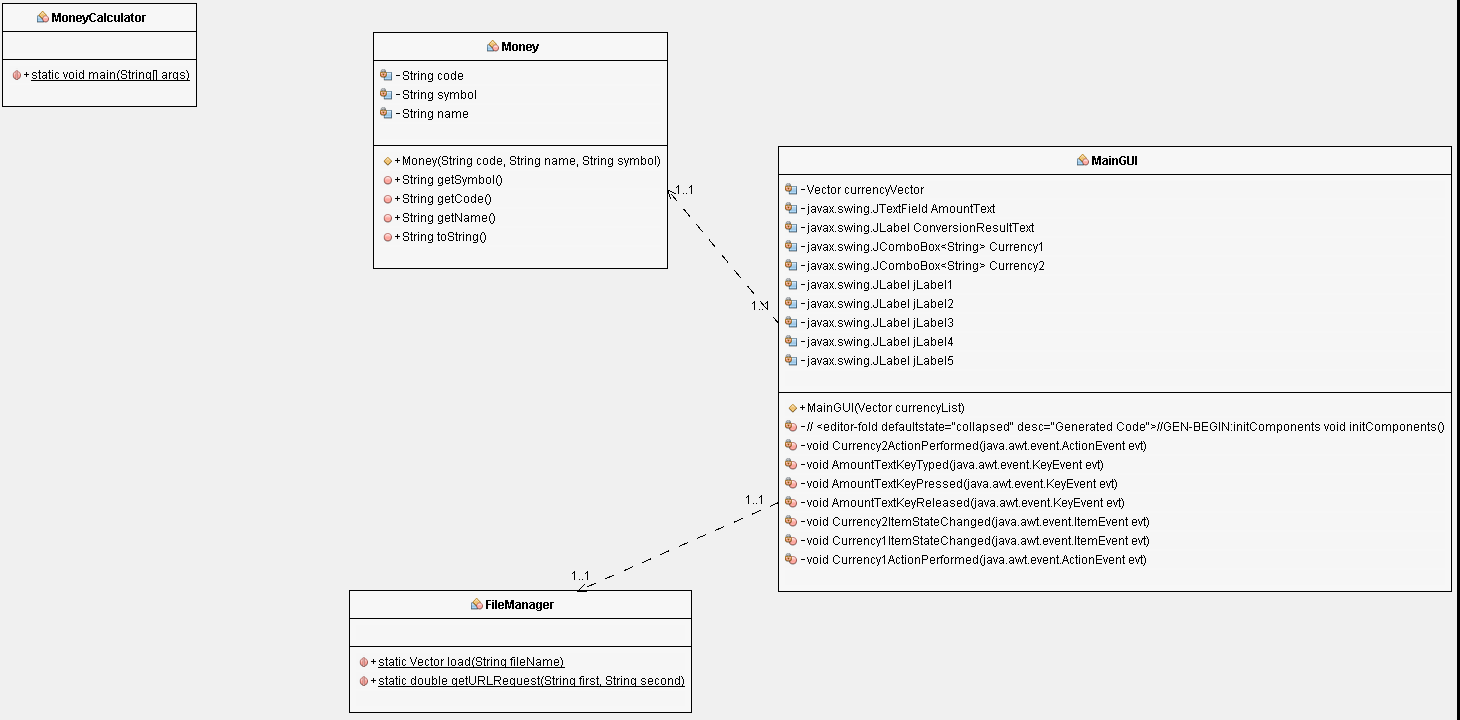 MoneyCalculator
+static void main(String[] args)
Money
-String code
-String symbol
-String name
+Money(String code, String name, String symbol)
+String getSymbol()
+String getCode()
+String getName()
+String toString()
1..1
1..1
MainGUI
-Vector currencyVector
-javax.swing.JTextField AmountText
-javax.swing.JLabel ConversionResultText
-javax.swing.JComboBox<String> Currency1
-javax.swing.JComboBox<String> Currency2
-javax.swing.JLabel jLabel1
-javax.swing.JLabel jLabel2
-javax.swing.JLabel jLabel3
-javax.swing.JLabel jLabel4
-javax.swing.JLabel jLabel5
+MainGUI(Vector currencyList)
-// <editor-fold defaultstate="collapsed" desc="Generated Code">//GEN-BEGIN:initComponents void initComponents()
-void Currency2ActionPerformed(java.awt.event.ActionEvent evt)
-void AmountTextKeyTyped(java.awt.event.KeyEvent evt)
-void AmountTextKeyPressed(java.awt.event.KeyEvent evt)
-void AmountTextKeyReleased(java.awt.event.KeyEvent evt)
-void Currency2ItemStateChanged(java.awt.event.ItemEvent evt)
-void Currency1ItemStateChanged(java.awt.event.ItemEvent evt)
-void Currency1ActionPerformed(java.awt.event.ActionEvent evt)
1..1
1..1
FileManager
+static Vector load(String fileName)
+static double getURLRequest(String first, String second)